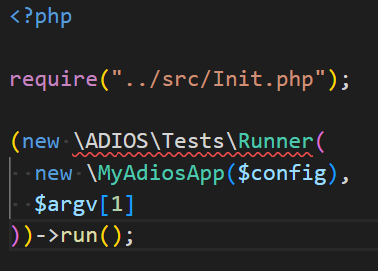 <?php
require("../src/Init.php");
(new \ADIOS\Tests\Runner(
  new \MyAdiosApp($config),
  $argv[1]
))->run();